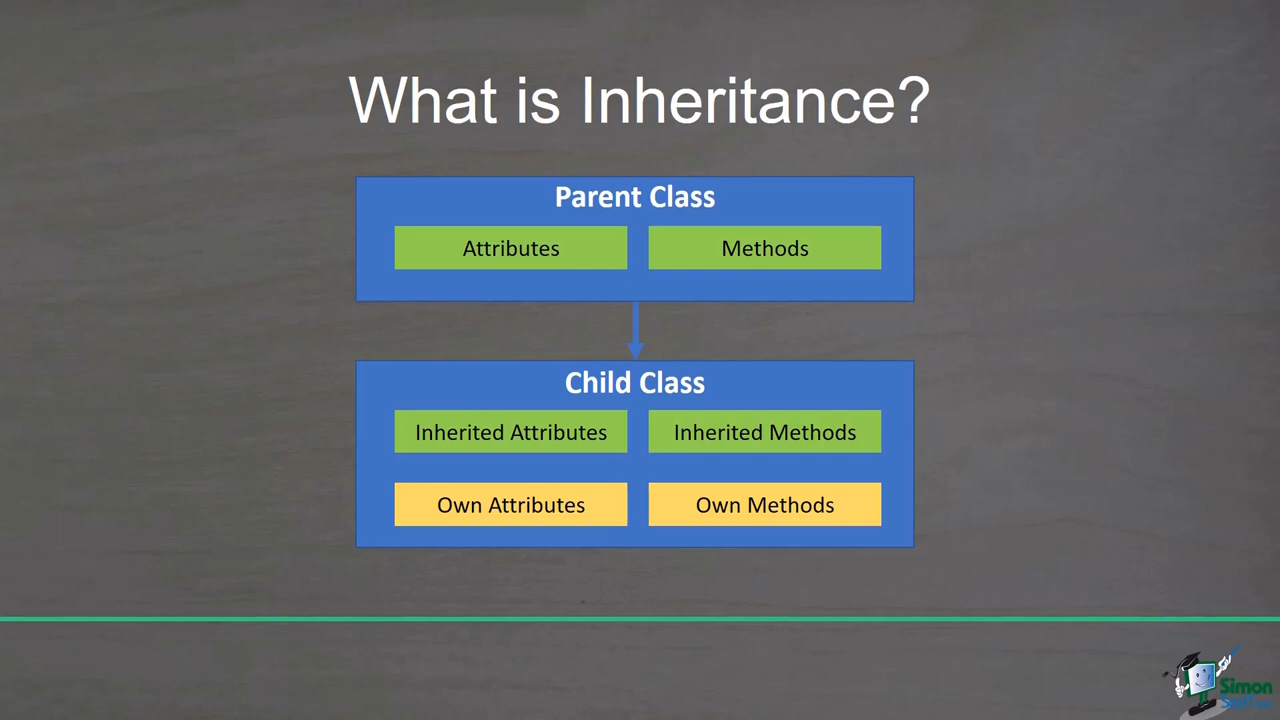 What is Inheritance?
Parent Class
Attributes
Methods
Child Class
Inherited Attributes
Inherited Methods
Own Attributes
Own Methods
Simon